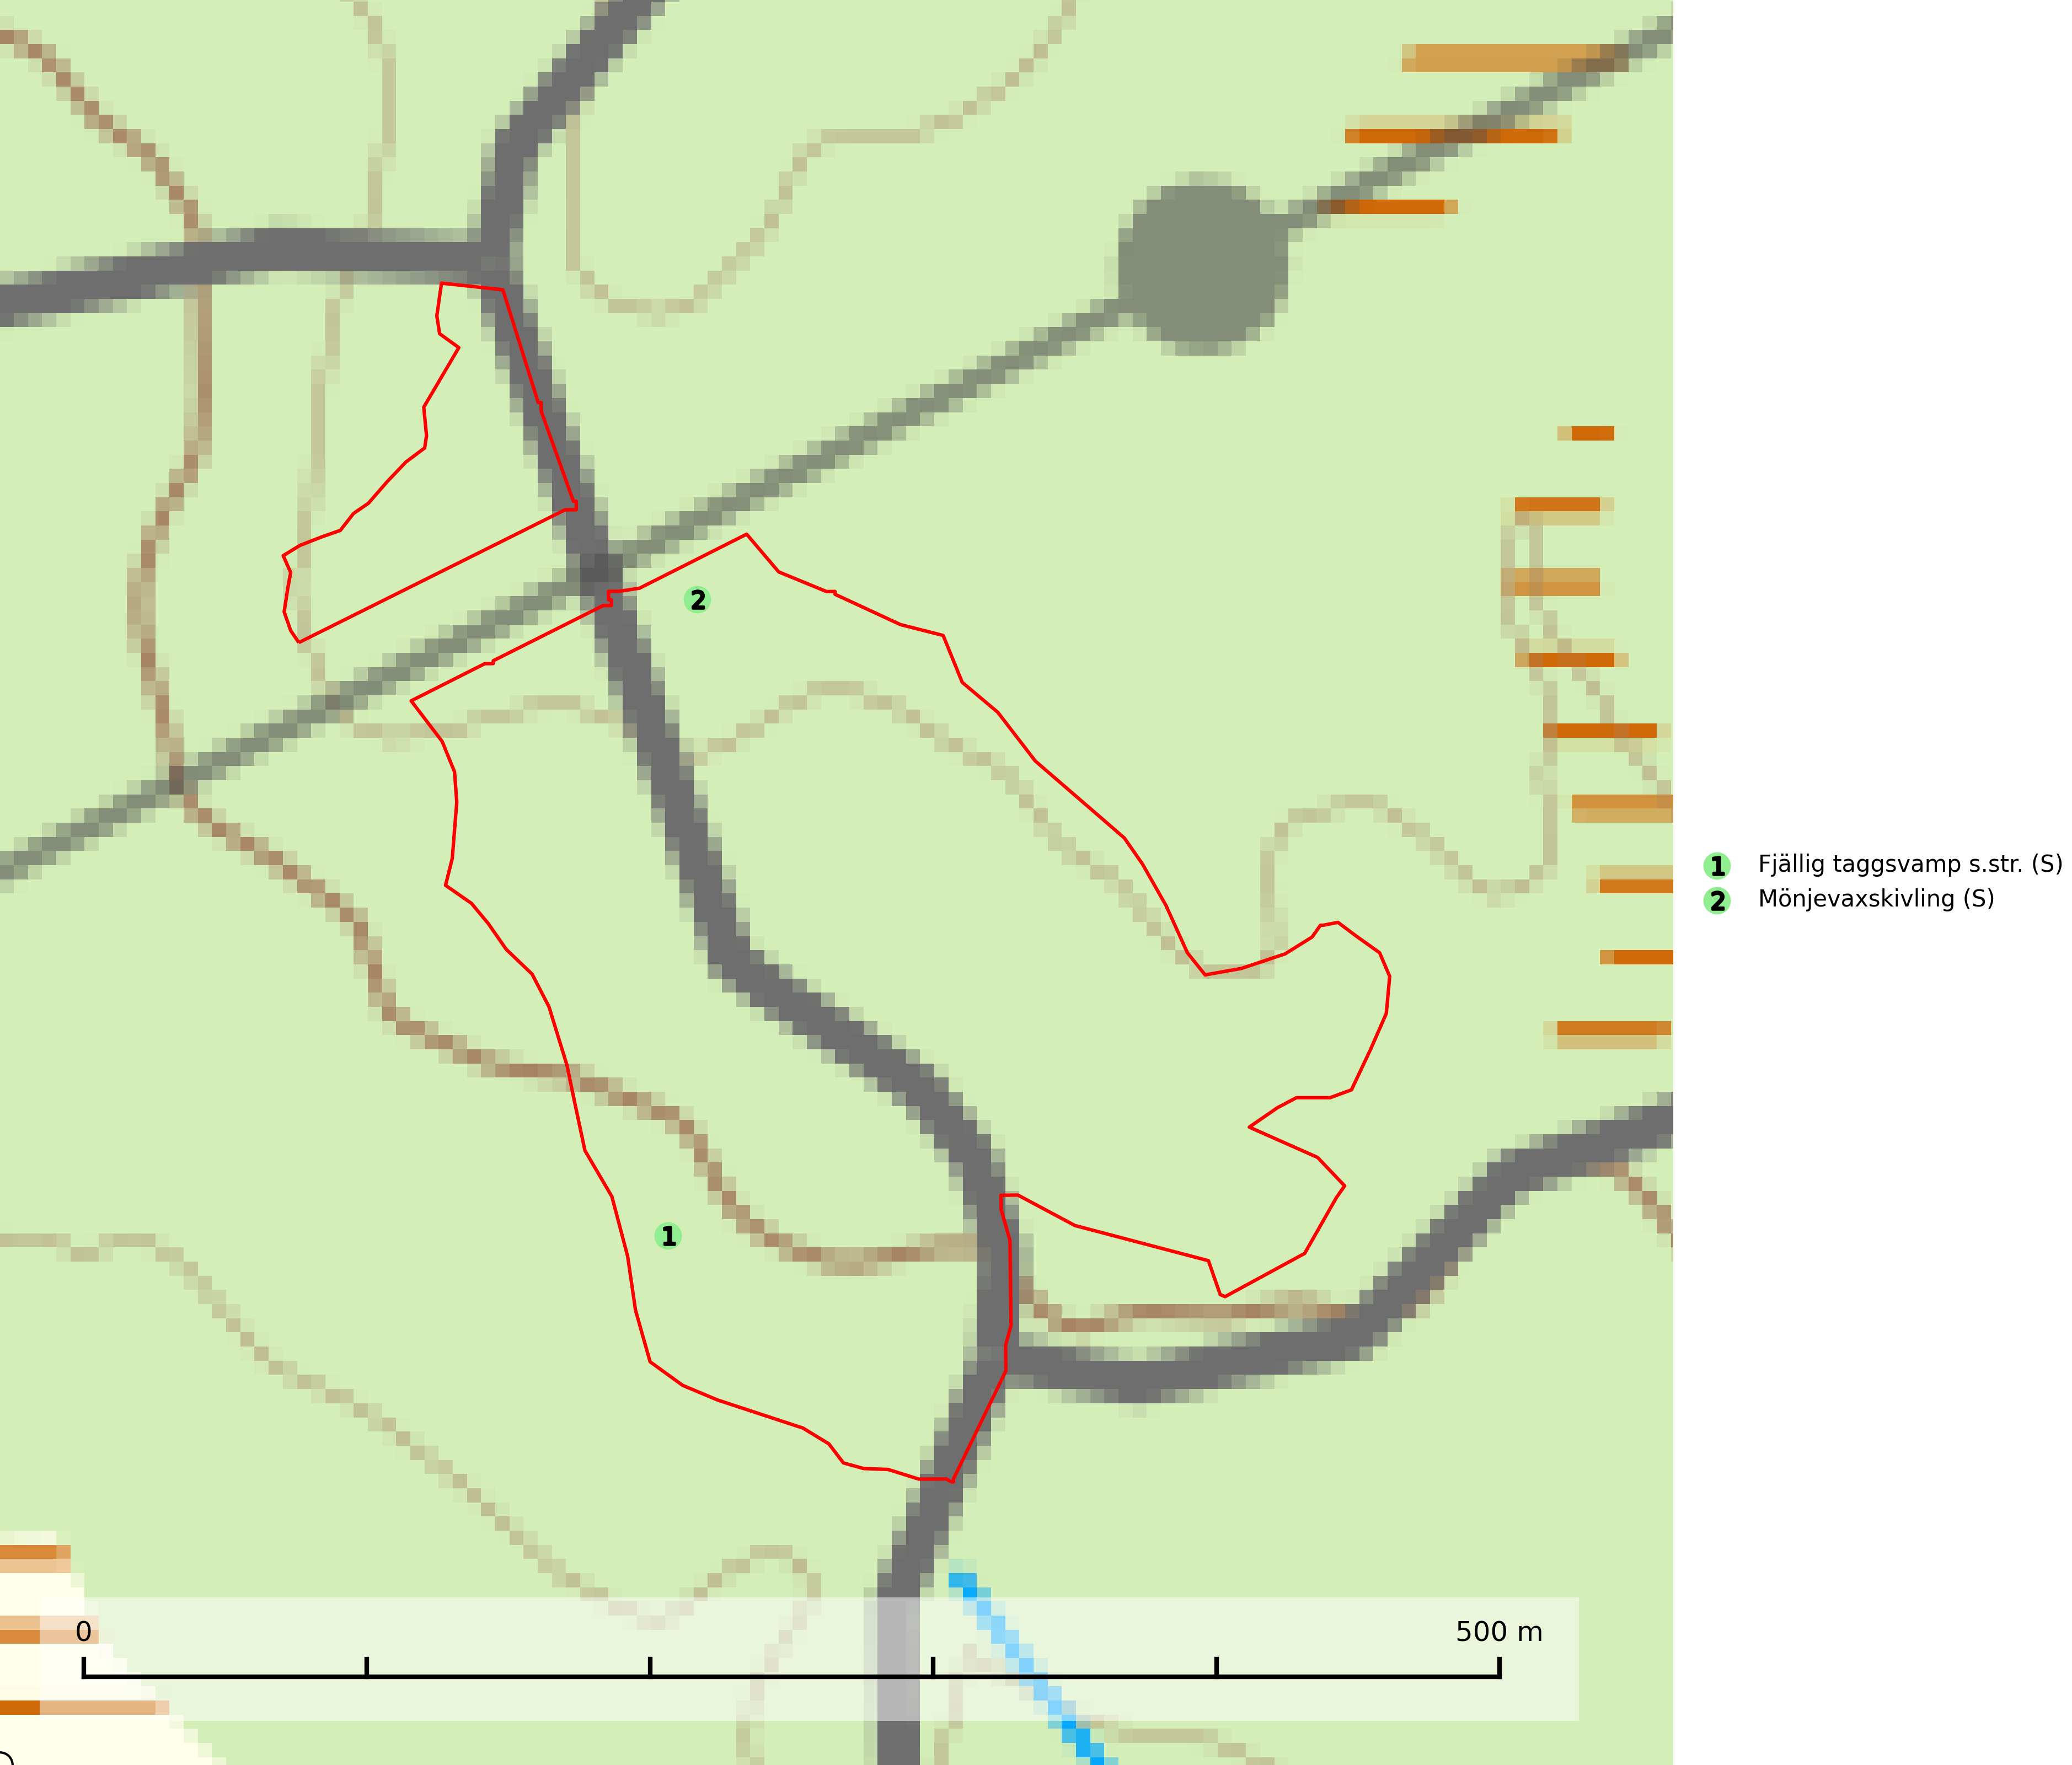 2
1 Fjällig taggsvamp s.str. (S)
2 Mönjevaxskivling (S)
1
0 500 m